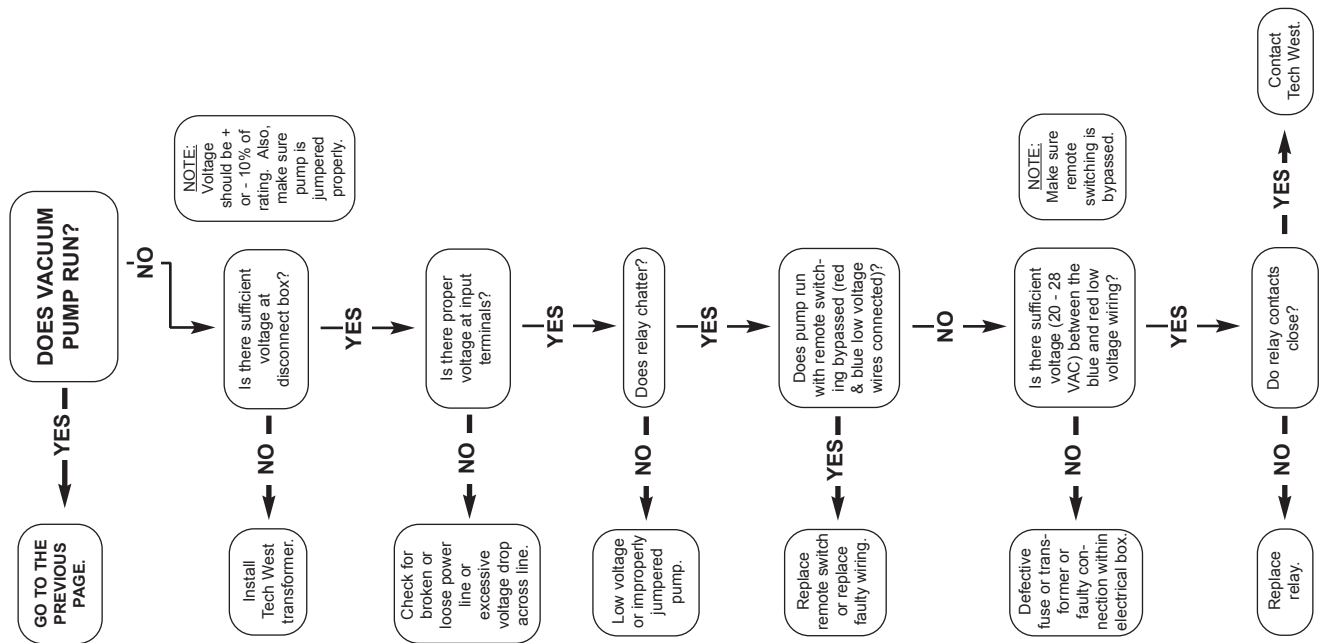 DOES VACUUM
PUMP RUN?
YES
GO TO THE
PREVIOUS
PAGE.
NO
Is there sufficient
voltage at
disconnect box?
NOTE:
Voltage
should be +
or - 10% of
rating. Also,
make sure
pump is
jumpered
properly.
NO
Install
Tech West
transformer.
YES
Is there proper
voltage at input
terminals?
NO
Check for
broken or
loose power
line or
excessive
voltage drop
across line.
YES
Does relay chatter?
NO
Low voltage
or improperly
jumpered
pump.
YES
Does pump run
with remote switch-
ing bypassed (red
& blue low voltage
wires connected)?
YES
Replace
remote switch
or replace
faulty wiring.
NO
Is there sufficient
voltage (20 - 28
VAC) between the
blue and red low
voltage wiring?
NOTE:
Make sure
remote
switching is
bypassed.
NO
Defective
fuse or trans-
former or
faulty con-
nection within
electrical box.
YES
Do relay contacts
close?
NO
Replace
relay.
YES
Contact
Tech West.